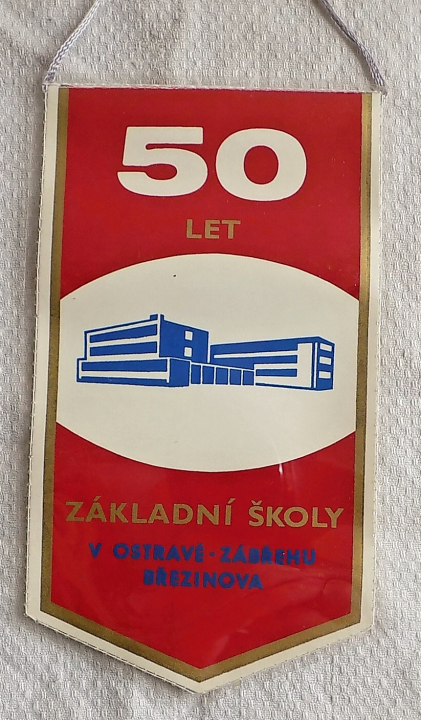 50
LET
ZÁKLADNÍ ŠKOLY
V OSTRAVĚ-ZÁBŘEHU
BŘEZINOVA